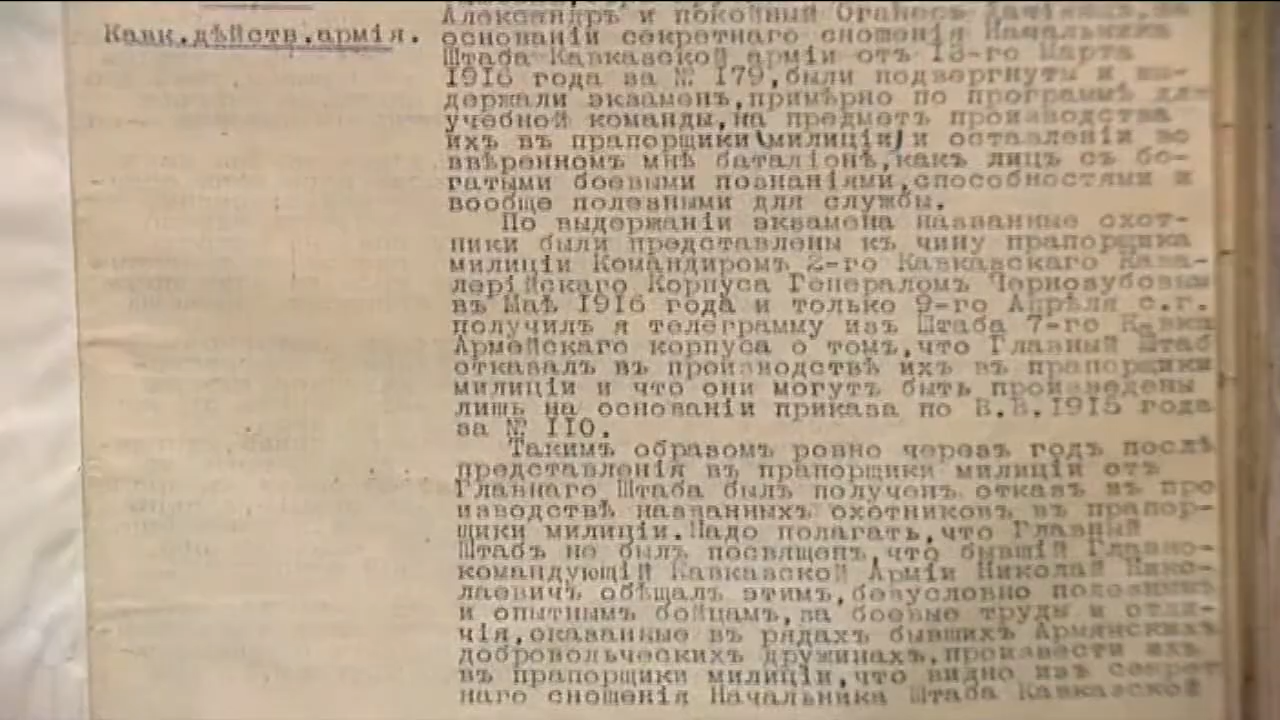 Кавк.дѣйств.армія.
Александръ и покойный Оганесъ
основаніи секретнаго сношенія Начальника
Штаба Кавказской арміи отъ 13-го Марта
1916 года за № 179,были подвергнуты и вы-
держали экзаменъ,примѣрно по программѣ для
учебной команды,на предметъ производства
ихъ въ прапорщики(милиціи) и оставленіи во
ввѣренномъ мнѣ баталіонѣ,какъ лицъ съ бо-
гатыми боевыми познаніями,способностями и
вообще полезными для службы.
По выдержаніи экзамена названные охот-
ники были представлены къ чину прапорщика
милиціи Командиромъ 2-го Кавказскаго Кава-
лерійскаго Корпуса Генераломъ Чернозубовымъ
въ Маѣ 1916 года и только 9-го Апрѣля с.г.
получилъ я телеграмму изъ Штаба 7-го Кавка
Армейскаго корпуса о томъ,что Главный Штабъ
отказалъ въ производствѣ ихъ въ прапорщики
милиціи и что они могутъ быть произведены
лишь на основаніи приказа по В.В.1915 года
за № 110.
Такимъ образомъ ровно черезъ годъ послѣ
представленія въ прапорщики милиціи отъ
Главнаго Штаба былъ полученъ отказъ въ про
изводствѣ названныхъ охотниковъ въ прапор-
щики милиціи.Надо полагать,что Главный
Штабъ не былъ посвященъ,что бывшій Главно-
командующій Кавказской Арміи Николай Нико-
лаевичъ обѣщалъ этимъ,безусловно полезнымъ
и опытнымъ бойцамъ,за боевые труды и отли-
чія,оказанные въ рядахъ бывшихъ Армянскихъ
добровольческихъ дружинахъ,произвести ихъ
въ прапорщики милиціи,что видно изъ секрет
наго сношенія Начальника Штаба Кавказской